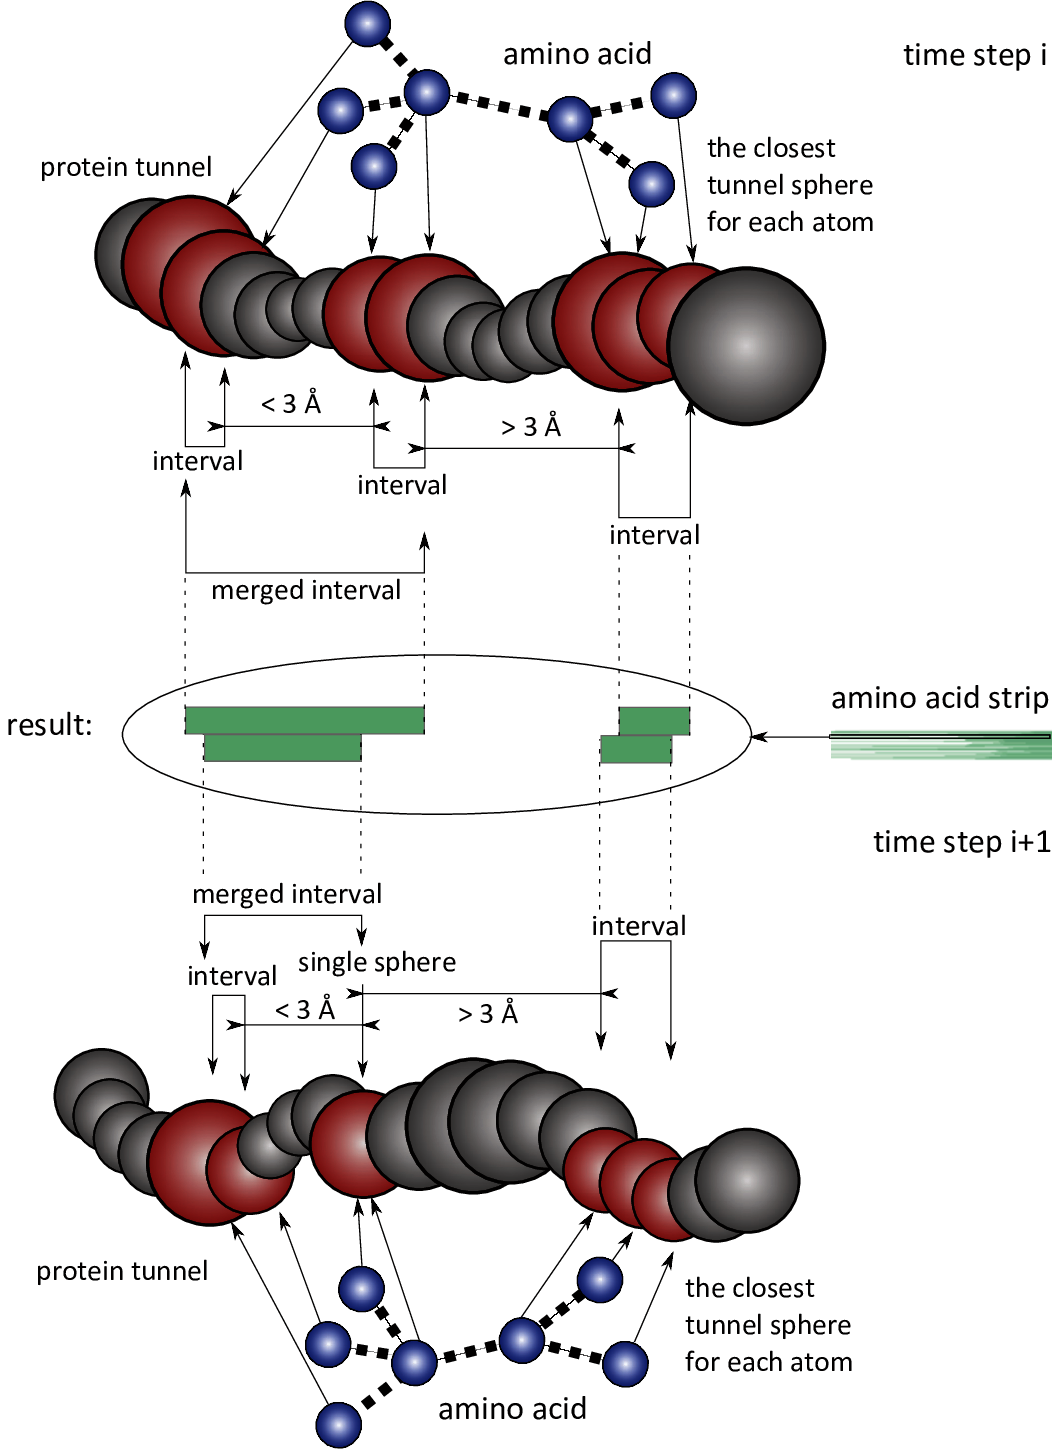 amino acid
time step i
the closest
tunnel sphere
for each atom
protein tunnel
< 3 Å
> 3 Å
interval
interval
interval
merged interval
result:
amino acid strip
time step i+1
merged interval
interval
single sphere
interval
< 3 Å
> 3 Å
protein tunnel
the closest
tunnel sphere
for each atom
amino acid